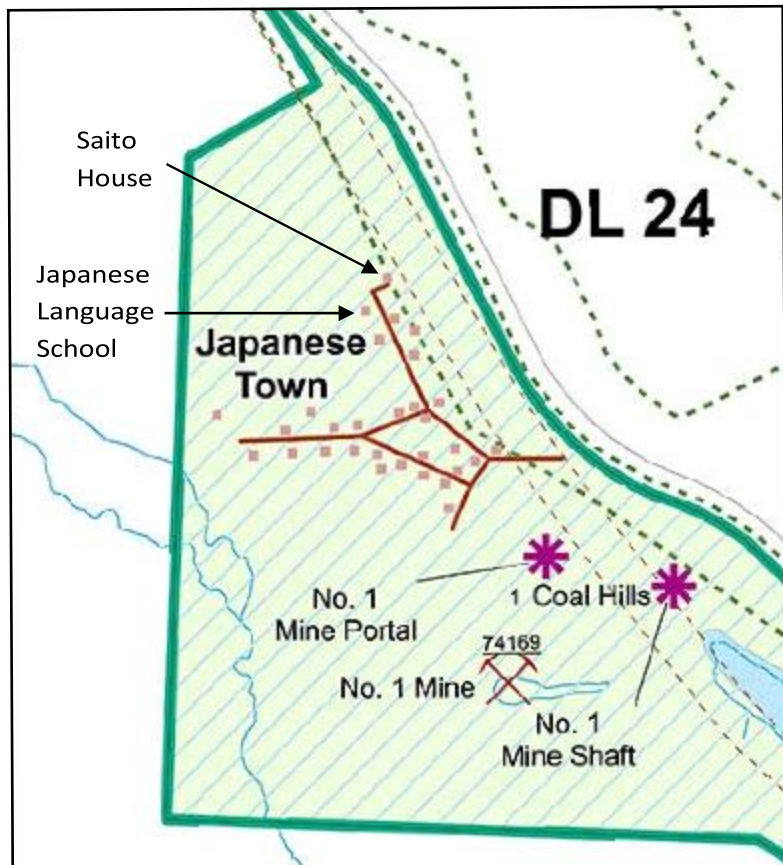 Saito
House
DL 24
Japanese
Language
School
Japanese
Town
No. 1
Mine Portal
1 Coal Hills
74169
No. 1 Mine
No. 1
Mine Shaft